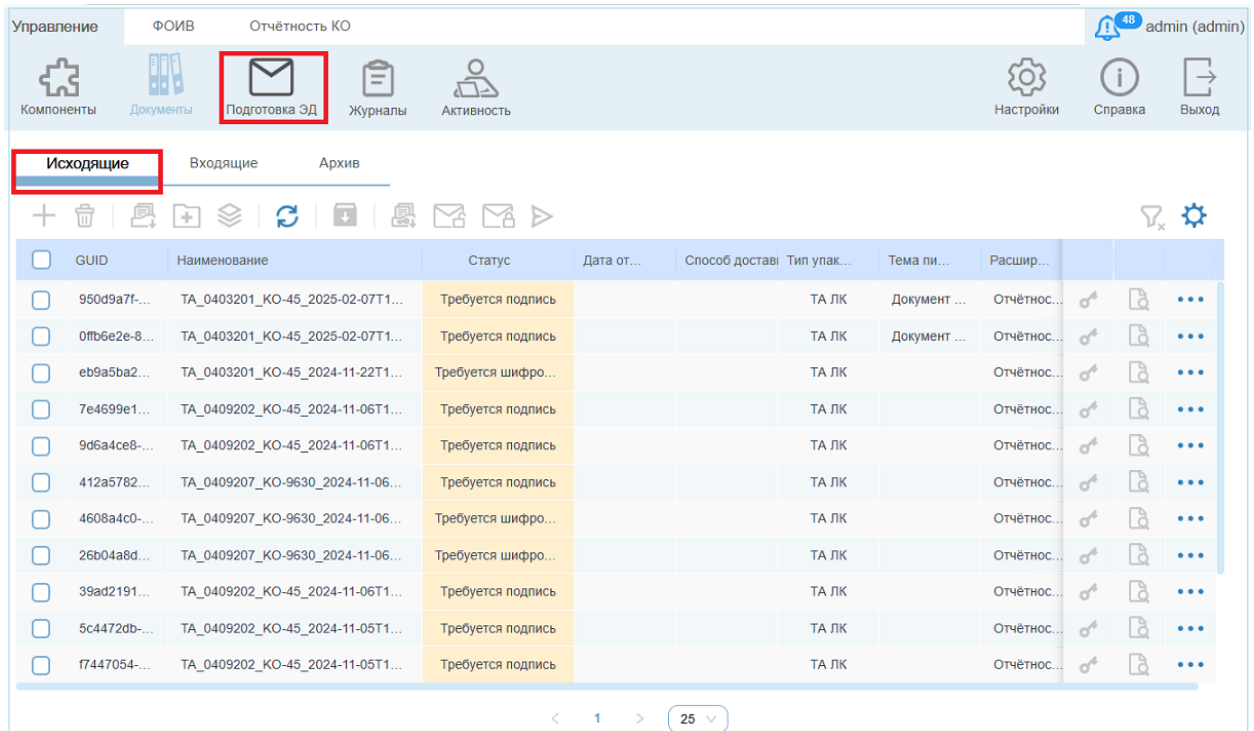 Управление ФОИВ Отчётность КО 48 admin (admin)
Компоненты Документы Подготовка ЭД Журналы Активность Настройки Справка Выход
Исходящие Входящие Архив
GUID Наименование Статус Дата от... Способ достав Тип упак... Тема пи... Расшир...
950d9a7f-... TA_0403201_KO-45_2025-02-07T1... Требуется подпись ТА ЛК Документ ... Отчётнос...
0ffb6e2e-8... TA_0403201_KO-45_2025-02-07T1... Требуется подпись ТА ЛК Документ ... Отчётнос...
eb9a5ba2... TA_0403201_KO-45_2024-11-22T1... Требуется шифро... ТА ЛК Отчётнос...
7e4699e1... TA_0409202_KO-45_2024-11-06T1... Требуется подпись ТА ЛК Отчётнос...
9d6a4ce8-... TA_0409202_KO-45_2024-11-06T1... Требуется подпись ТА ЛК Отчётнос...
412a5782... TA_0409207_KO-9630_2024-11-06... Требуется подпись ТА ЛК Отчётнос...
4608a4c0-... TA_0409207_KO-9630_2024-11-06... Требуется шифро... ТА ЛК Отчётнос...
26b04a8d... TA_0409207_KO-9630_2024-11-06... Требуется шифро... ТА ЛК Отчётнос...
39ad2191... TA_0409202_KO-45_2024-11-06T1... Требуется подпись ТА ЛК Отчётнос...
5c4472db-... TA_0409202_KO-45_2024-11-05T1... Требуется подпись ТА ЛК Отчётнос...
f7447054-... TA_0409202_KO-45_2024-11-05T1... Требуется подпись ТА ЛК Отчётнос...
1 25